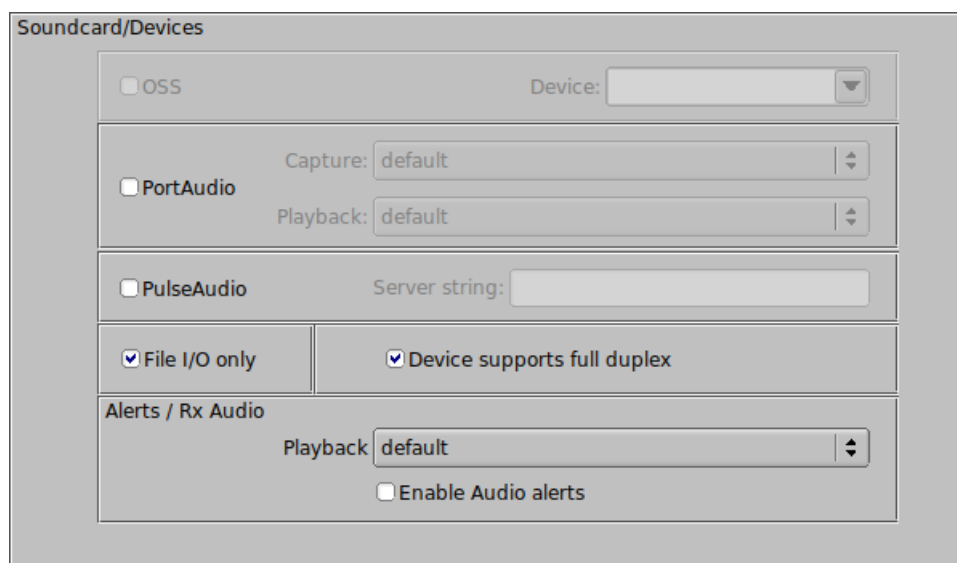 Soundcard/Devices
OSS Device:
Capture: default
PortAudio
Playback: default
PulseAudio Server string:
File I/O only Device supports full duplex
Alerts / Rx Audio
Playback default
Enable Audio alerts